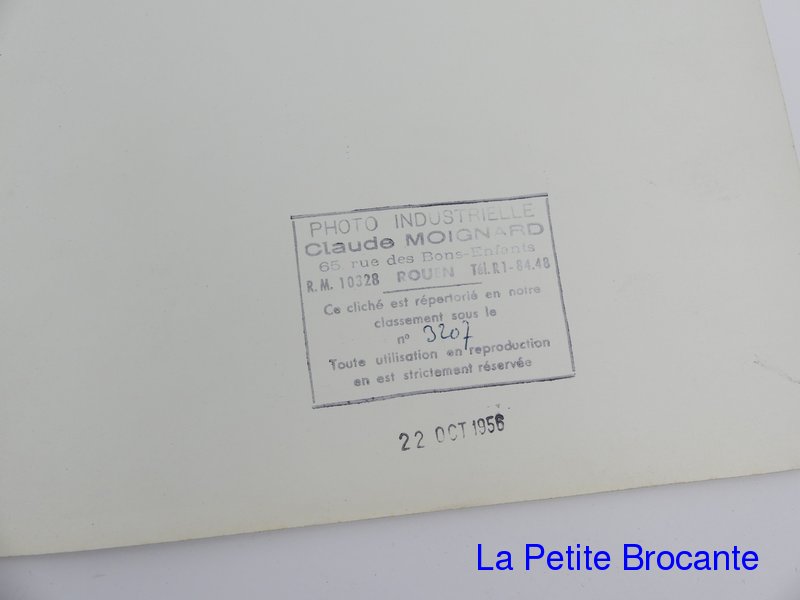 PHOTO INDUSTRIELLE
Claude MOIGNARD
65, rue des Bons-Enfants
R.M. 10328 ROUEN Tél. R1-84.48
Ce cliché est répertorié en notre
classement sous le
n° 3207
Toute utilisation en reproduction
en est strictement réservée
22 OCT 1956
La Petite Brocante